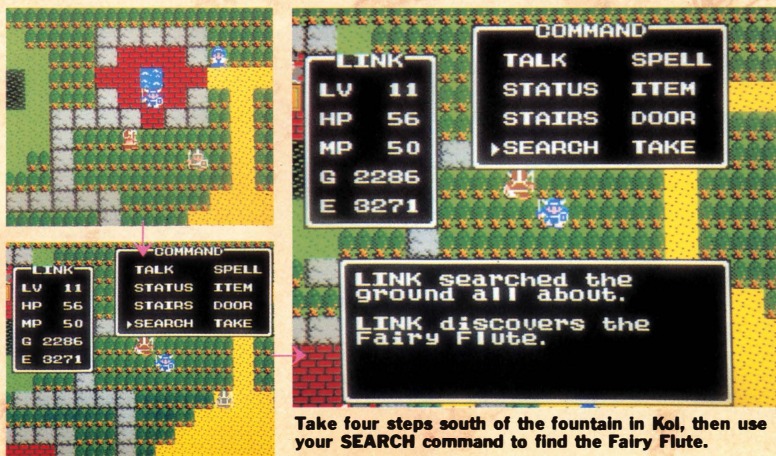 COMMAND
LINK
TALK SPELL
LV 11
STATUS ITEM
HP 56
STAIRS DOOR
MP 50
▶SEARCH TAKE
G 2286
E 3271
COMMAND
LINK
TALK SPELL
LV 11
STATUS ITEM
HP 56
STAIRS DOOR
MP 50
▶SEARCH TAKE
G 2286
E 3271
LINK searched the
ground all about.
LINK discovers the
Fairy Flute.
Take four steps south of the fountain in Kol, then use
your SEARCH command to find the Fairy Flute.